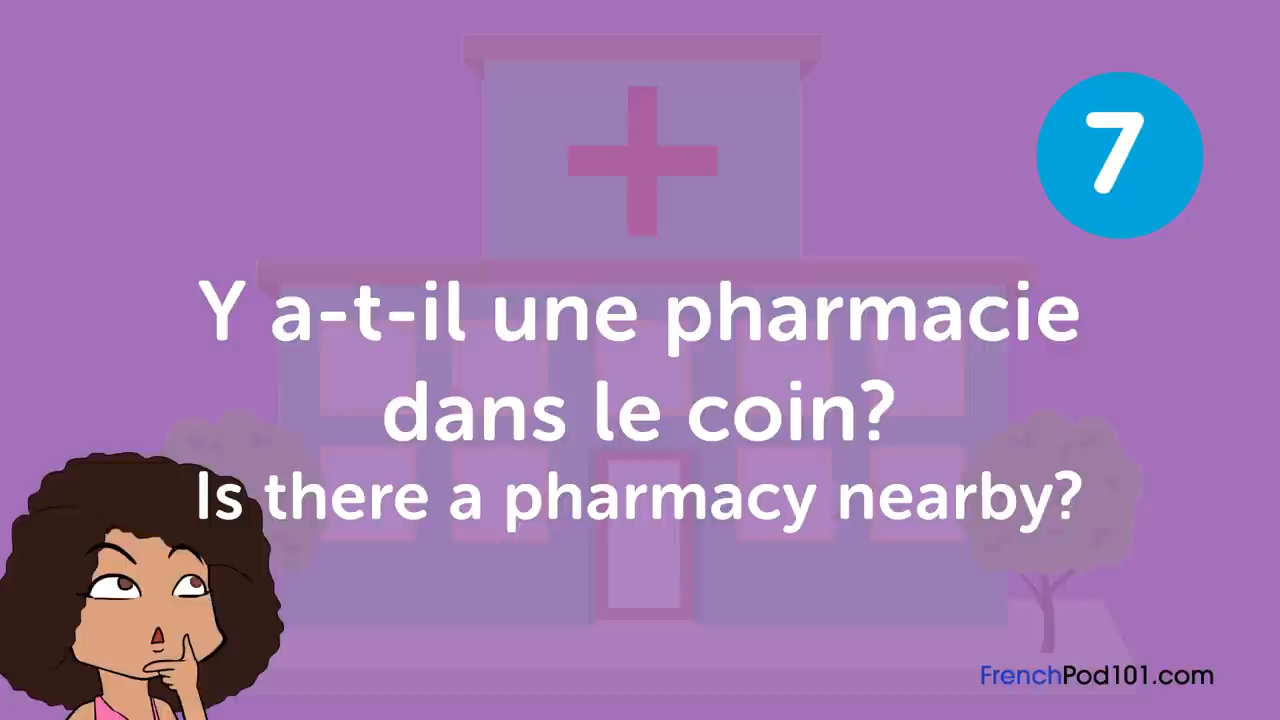 7
Y a-t-il une pharmacie
dans le coin?
Is there a pharmacy nearby?
FrenchPod101.com